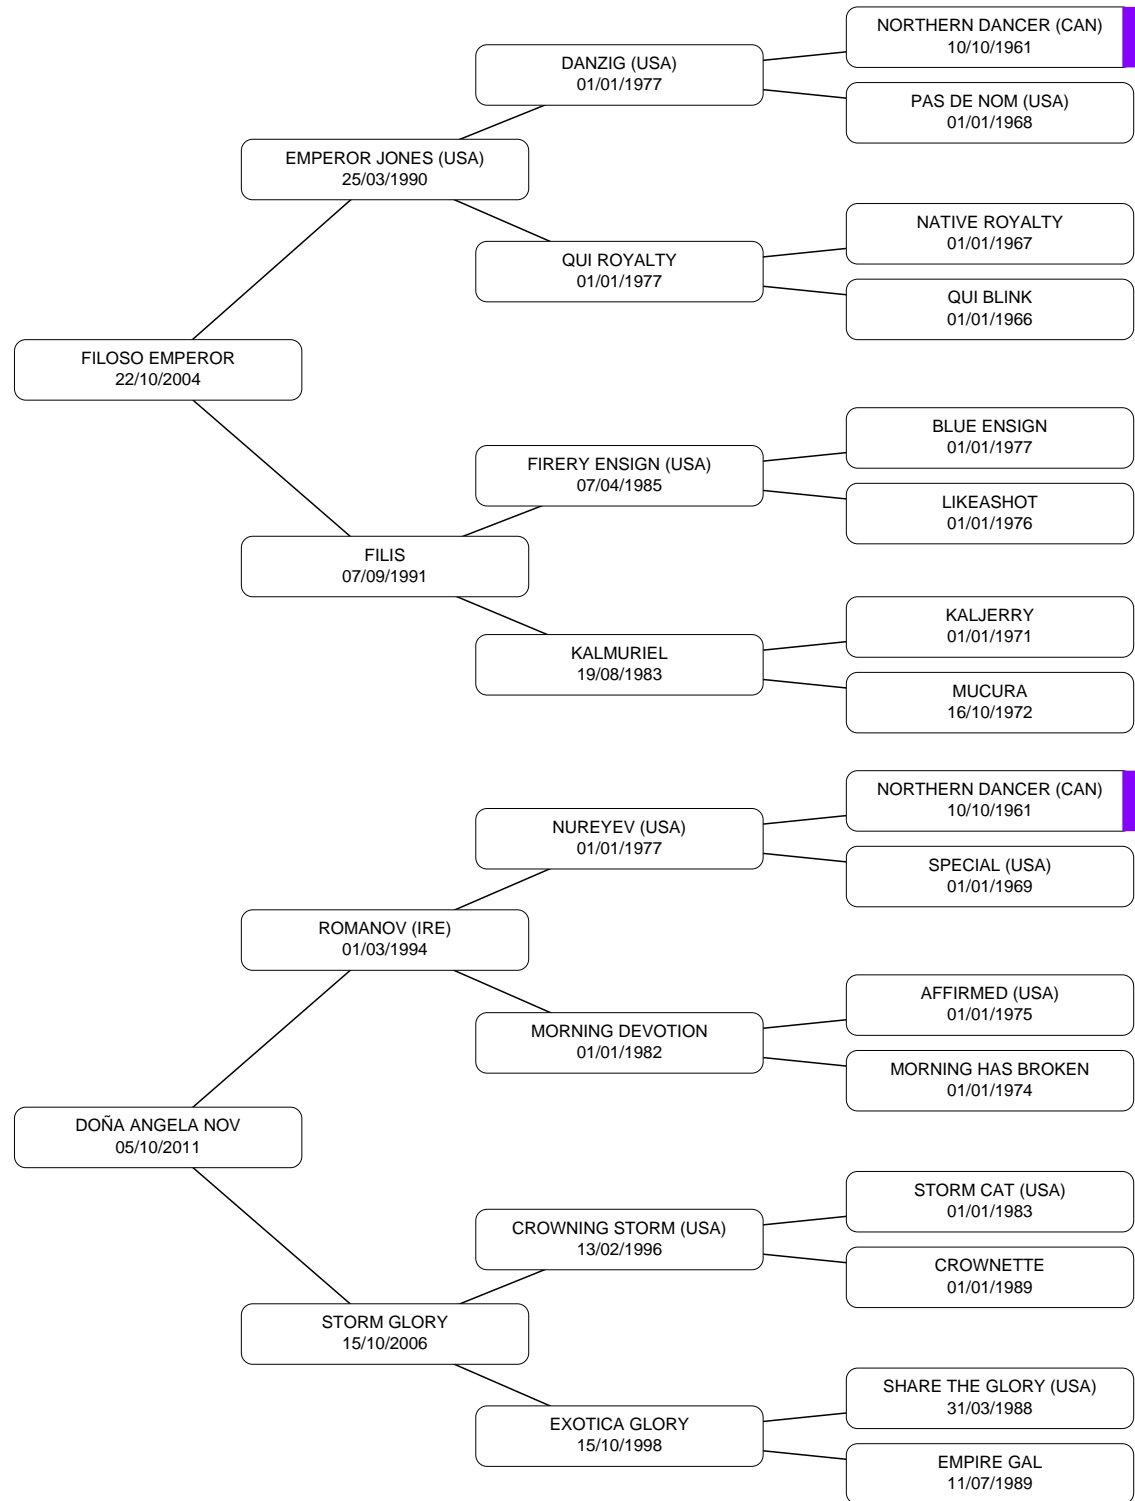 NORTHERN DANCER (CAN)
10/10/1961
DANZIG (USA)
01/01/1977
PAS DE NOM (USA)
01/01/1968
EMPEROR JONES (USA)
25/03/1990
NATIVE ROYALTY
01/01/1967
QUI ROYALTY
01/01/1977
QUI BLINK
01/01/1966
FILOSO EMPEROR
22/10/2004
BLUE ENSIGN
01/01/1977
FIRERY ENSIGN (USA)
07/04/1985
LIKEASHOT
01/01/1976
FILIS
07/09/1991
KALJERRY
01/01/1971
KALMURIEL
19/08/1983
MUCURA
16/10/1972
NORTHERN DANCER (CAN)
10/10/1961
NUREYEV (USA)
01/01/1977
SPECIAL (USA)
01/01/1969
ROMANOV (IRE)
01/03/1994
AFFIRMED (USA)
01/01/1975
MORNING DEVOTION
01/01/1982
MORNING HAS BROKEN
01/01/1974
DOÑA ANGELA NOV
05/10/2011
STORM CAT (USA)
01/01/1983
CROWNING STORM (USA)
13/02/1996
CROWNETTE
01/01/1989
STORM GLORY
15/10/2006
SHARE THE GLORY (USA)
31/03/1988
EXOTICA GLORY
15/10/1998
EMPIRE GAL
11/07/1989